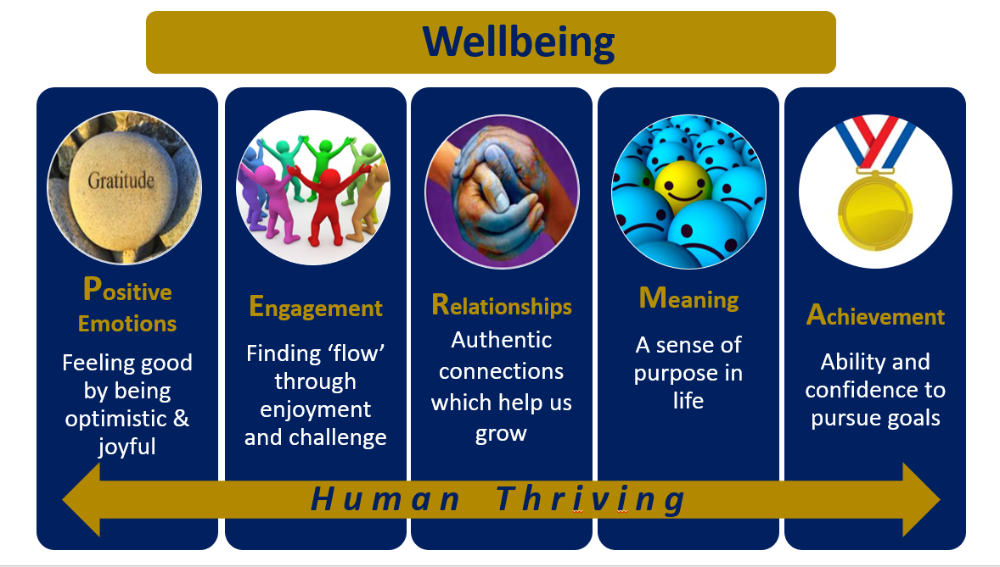 Wellbeing
Gratitude
Positive
Emotions
Feeling good
by being
optimistic &
joyful
Engagement
Finding ‘flow’
through
enjoyment
and challenge
Relationships
Authentic
connections
which help us
grow
Meaning
A sense of
purpose in
life
Achievement
Ability and
confidence to
pursue goals
Human Thriving